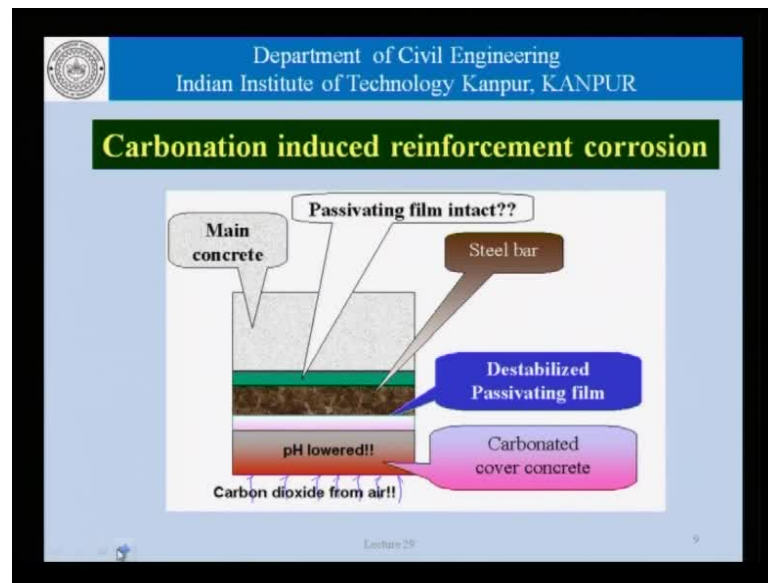 Department of Civil Engineering
Indian Institute of Technology Kanpur, KANPUR
Carbonation induced reinforcement corrosion
Passivating film intact??
Main
concrete
Steel bar
Destabilized
Passivating film
pH lowered!!
Carbonated
cover concrete
Carbon dioxide from air!!
Lecture 29
9